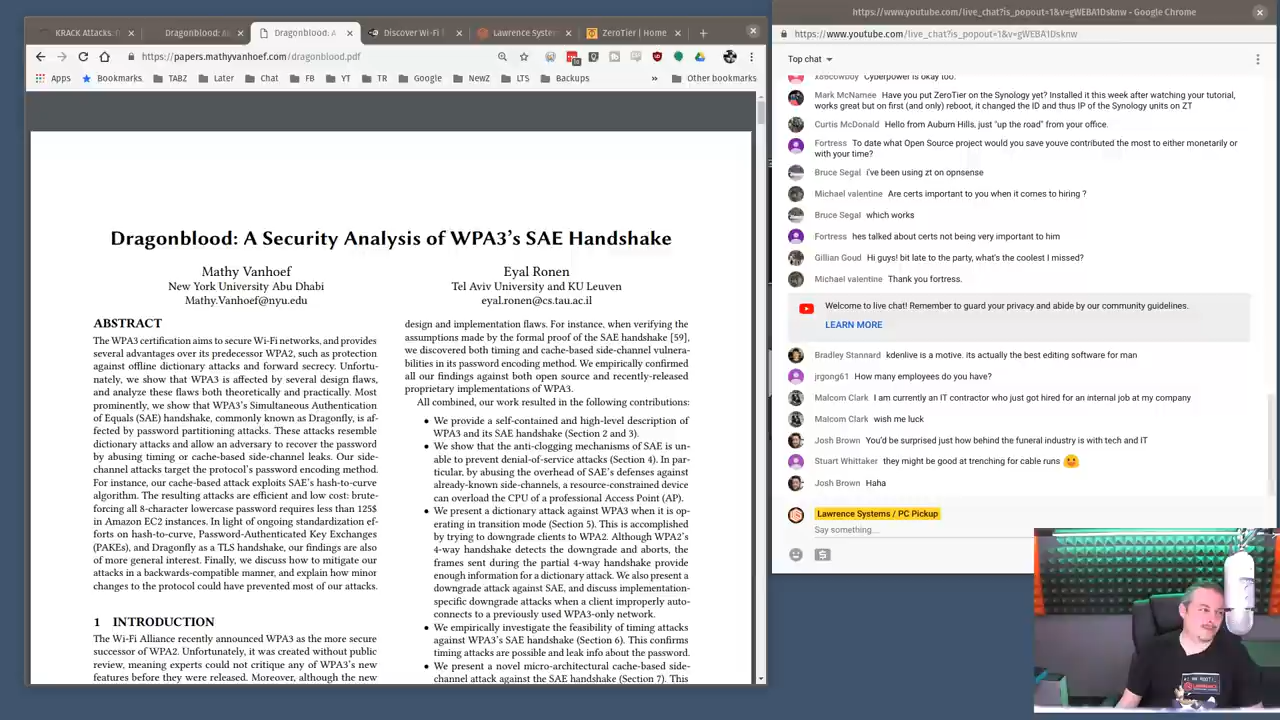 KRACK Attacks:
Dragonblood: A
Dragonblood: A
Discover Wi-Fi
Lawrence System
ZeroTier | Home
https://papers.mathyvanhoef.com/dragonblood.pdf
Apps
Bookmarks
TABZ
Later
Chat
FB
YT
TR
Google
NewZ
LTS
Backups
»
Other bookmarks
Dragonblood: A Security Analysis of WPA3's SAE Handshake
Mathy Vanhoef
New York University Abu Dhabi
Mathy.Vanhoef@nyu.edu
Eyal Ronen
Tel Aviv University and KU Leuven
eyal.ronen@cs.tau.ac.il
ABSTRACT
The WPA3 certification aims to secure Wi-Fi networks, and provides
several advantages over its predecessor WPA2, such as protection
against offline dictionary attacks and forward secrecy. Unfortu-
nately, we show that WPA3 is affected by several design flaws,
and analyze these flaws both theoretically and practically. Most
prominently, we show that WPA3's Simultaneous Authentication
of Equals (SAE) handshake, commonly known as Dragonfly, is af-
fected by password partitioning attacks. These attacks resemble
dictionary attacks and allow an adversary to recover the password
by abusing timing or cache-based side-channel leaks. Our side-
channel attacks target the protocol's password encoding method.
For instance, our cache-based attack exploits SAE's hash-to-curve
algorithm. The resulting attacks are efficient and low cost: brute-
forcing all 8-character lowercase password requires less than 125$
in Amazon EC2 instances. In light of ongoing standardization ef-
forts on hash-to-curve, Password-Authenticated Key Exchanges
(PAKEs), and Dragonfly as a TLS handshake, our findings are also
of more general interest. Finally, we discuss how to mitigate our
attacks in a backwards-compatible manner, and explain how minor
changes to the protocol could have prevented most of our attacks.
1 INTRODUCTION
The Wi-Fi Alliance recently announced WPA3 as the more secure
successor of WPA2. Unfortunately, it was created without public
review, meaning experts could not critique any of WPA3's new
features before they were released. Moreover, although the new
design and implementation flaws. For instance, when verifying the
assumptions made by the formal proof of the SAE handshake [59],
we discovered both timing and cache-based side-channel vulnera-
bilities in its password encoding method. We empirically confirmed
all our findings against both open source and recently-released
proprietary implementations of WPA3.
All combined, our work resulted in the following contributions:
• We provide a self-contained and high-level description of
WPA3 and its SAE handshake (Section 2 and 3).
• We show that the anti-clogging mechanisms of SAE is un-
able to prevent denial-of-service attacks (Section 4). In par-
ticular, by abusing the overhead of SAE's defenses against
already-known side-channels, a resource-constrained device
can overload the CPU of a professional Access Point (AP).
• We present a dictionary attack against WPA3 when it is op-
erating in transition mode (Section 5). This is accomplished
by trying to downgrade clients to WPA2. Although WPA2's
4-way handshake detects the downgrade and aborts, the
frames sent during the partial 4-way handshake provide
enough information for a dictionary attack. We also present a
downgrade attack against SAE, and discuss implementation-
specific downgrade attacks when a client improperly auto-
connects to a previously used WPA3-only network.
• We empirically investigate the feasibility of timing attacks
against WPA3's SAE handshake (Section 6). This confirms
timing attacks are possible and leak info about the password.
• We present a novel micro-architectural cache-based side-
channel attack against the SAE handshake (Section 7). This
https://www.youtube.com/live_chat?is_popout=1&v=gWEBA1Dsknw - Google Chrome
https://www.youtube.com/live_chat?is_popout=1&v=gWEBA1Dsknw
Top chat
x86cowboy Cyberpower is okay too.
Mark McNamee Have you put ZeroTier on the Synology yet? Installed it this week after watching your tutorial,
works great but on first (and only) reboot, it changed the ID and thus IP of the Synology units on ZT
Curtis McDonald Hello from Auburn Hills, just "up the road" from your office.
Fortress To date what Open Source project would you save youve contributed the most to either monetarily or
with your time?
Bruce Segal i've been using zt on opnsense
Michael valentine Are certs important to you when it comes to hiring ?
Bruce Segal which works
Fortress hes talked about certs not being very important to him
Gillian Goud Hi guys! bit late to the party, what's the coolest I missed?
Michael valentine Thank you fortress.
Welcome to live chat! Remember to guard your privacy and abide by our community guidelines.
LEARN MORE
Bradley Stannard kdenlive is a motive. its actually the best editing software for man
jrgong61 How many employees do you have?
Malcom Clark I am currently an IT contractor who just got hired for an internal job at my company
Malcom Clark wish me luck
Josh Brown You'd be surprised just how behind the funeral industry is with tech and IT
Stuart Whittaker they might be good at trenching for cable runs
Josh Brown Haha
Lawrence Systems / PC Pickup
Say something...